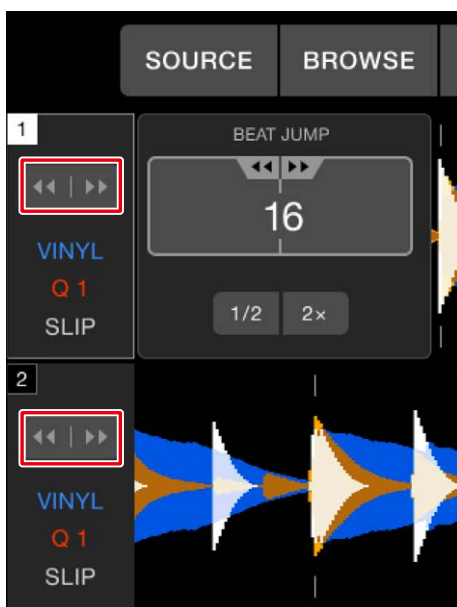 SOURCE BROWSE
1
BEAT JUMP
16
VINYL
Q 1
SLIP
1/2 2×
2
VINYL
Q 1
SLIP